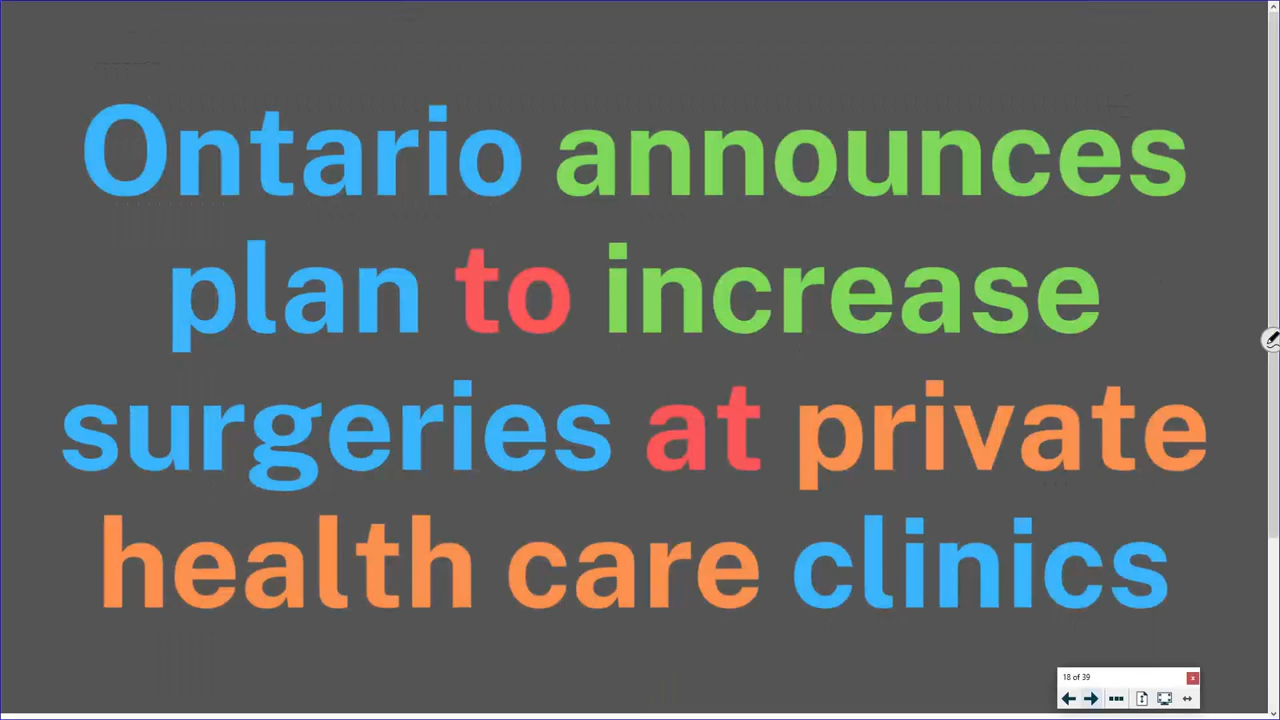 Ontario announces
plan to increase
surgeries at private
health care clinics
18 of 39